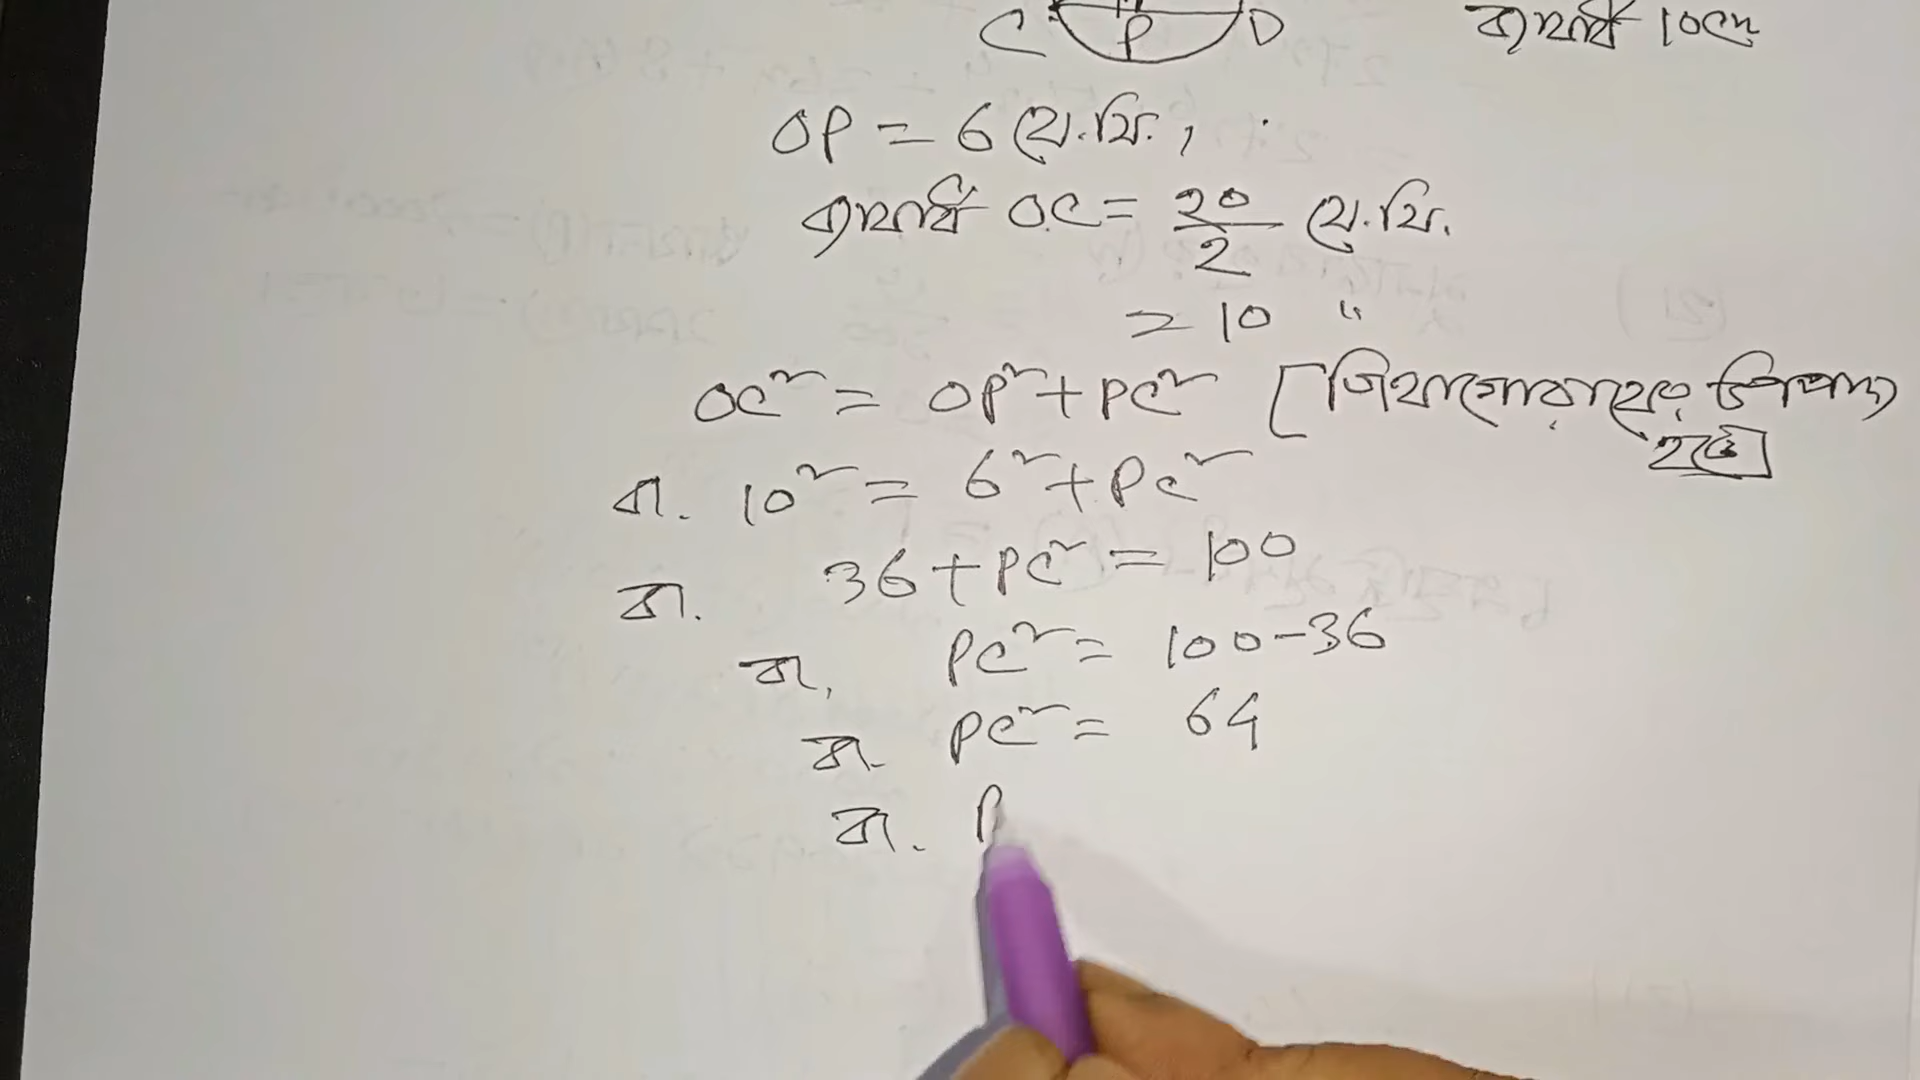 C P D
ব্যাসার্ধ 10cm
OP = 6 সে.মি.,
ব্যাসার্ধ OC = 20/2 সে.মি.
= 10 "
OC² = OP² + PC² [পিথাগোরাসের উপপাদ্য
হতে]
বা. 10² = 6² + PC²
বা. 36 + PC² = 100
বা, PC² = 100-36
বা. PC² = 64
বা. P